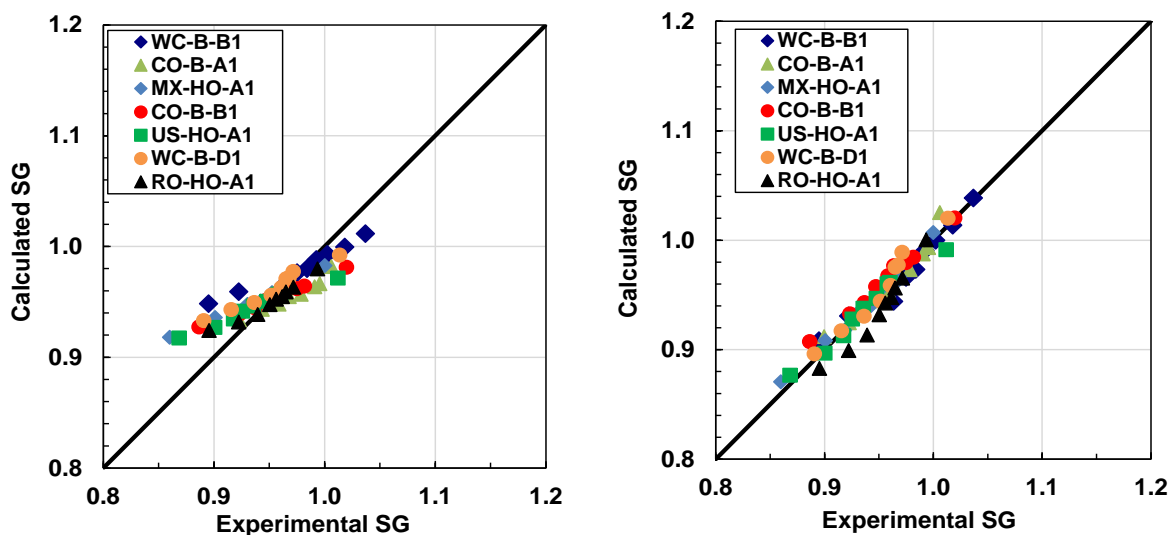 1.2
1.1
1.0
0.9
0.8
Calculated SG
WC-B-B1
CO-B-A1
MX-HO-A1
CO-B-B1
US-HO-A1
WC-B-D1
RO-HO-A1
0.8 0.9 1.0 1.1 1.2
Experimental SG
1.2
1.1
1.0
0.9
0.8
Calculated SG
WC-B-B1
CO-B-A1
MX-HO-A1
CO-B-B1
US-HO-A1
WC-B-D1
RO-HO-A1
0.8 0.9 1.0 1.1 1.2
Experimental SG